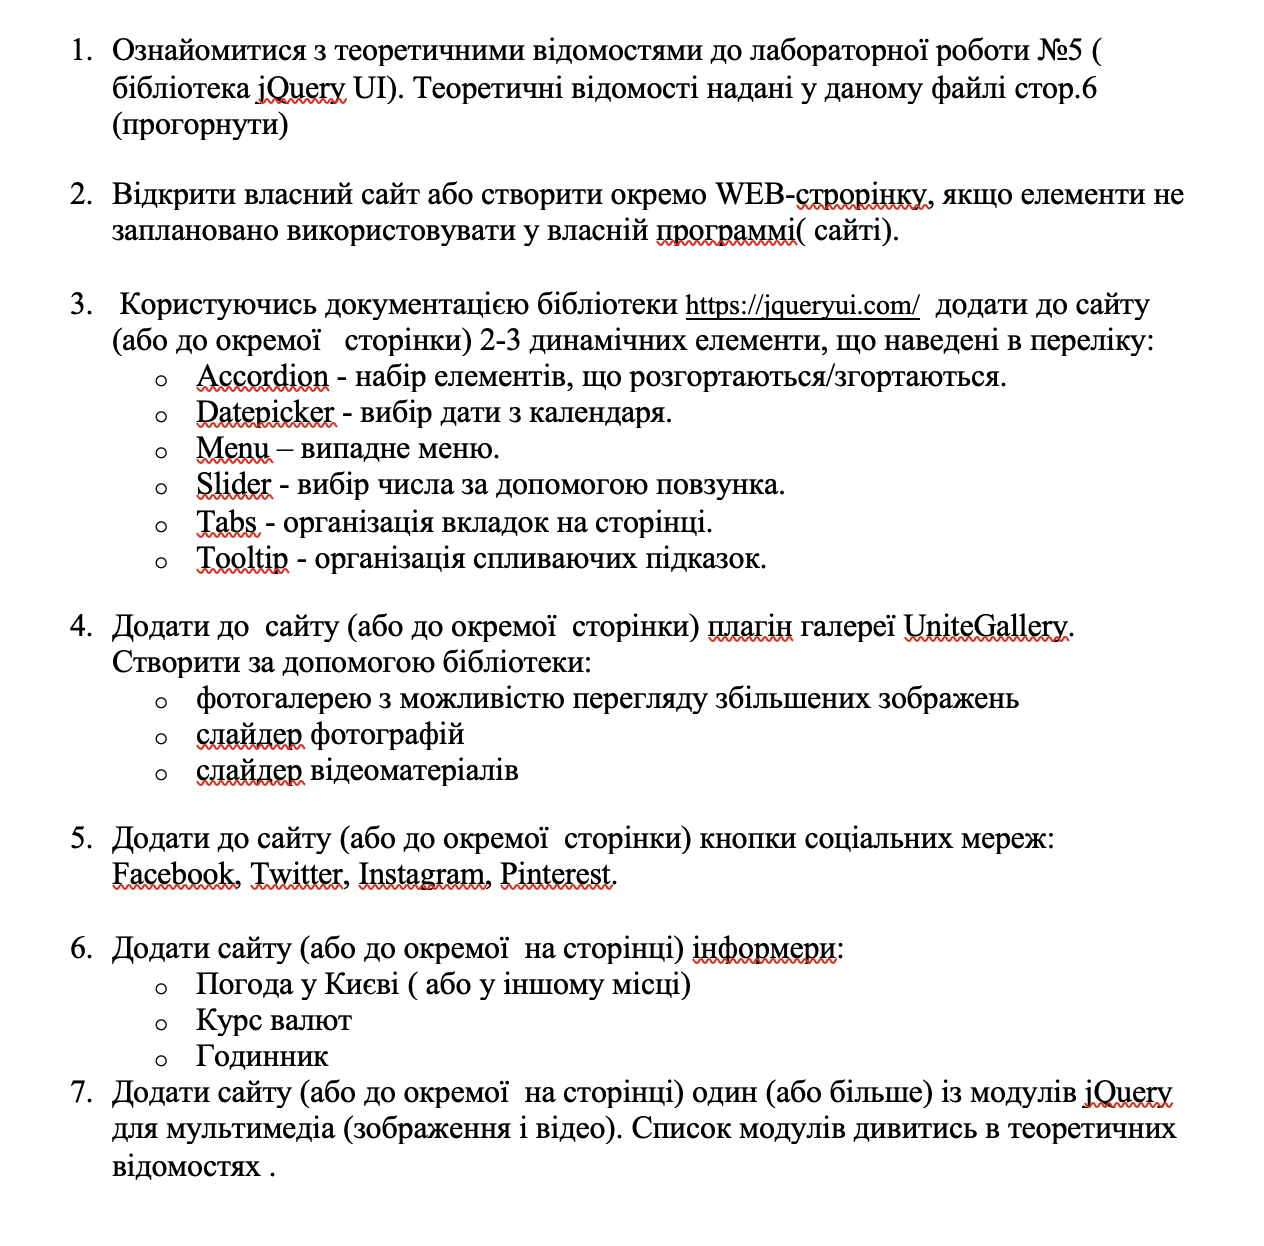 1. Ознайомитися з теоретичними відомостями до лабораторної роботи №5 (
бібліотека jQuery UI). Теоретичні відомості надані у даному файлі стор.6
(прогорнути)
2. Відкрити власний сайт або створити окремо WEB-строрінку, якщо елементи не
заплановано використовувати у власній программі( сайті).
3. Користуючись документацією бібліотеки https://jqueryui.com/ додати до сайту
(або до окремої сторінки) 2-3 динамічних елементи, що наведені в переліку:
o Accordion - набір елементів, що розгортаються/згортаються.
o Datepicker - вибір дати з календаря.
o Menu – випадне меню.
o Slider - вибір числа за допомогою повзунка.
o Tabs - організація вкладок на сторінці.
o Tooltip - організація спливаючих підказок.
4. Додати до сайту (або до окремої сторінки) плагін галереї UniteGallery.
Створити за допомогою бібліотеки:
o фотогалерею з можливістю перегляду збільшених зображень
o слайдер фотографій
o слайдер відеоматеріалів
5. Додати до сайту (або до окремої сторінки) кнопки соціальних мереж:
Facebook, Twitter, Instagram, Pinterest.
6. Додати сайту (або до окремої на сторінці) інформери:
o Погода у Києві ( або у іншому місці)
o Курс валют
o Годинник
7. Додати сайту (або до окремої на сторінці) один (або більше) із модулів jQuery
для мультимедіа (зображення і відео). Список модулів дивитись в теоретичних
відомостях .